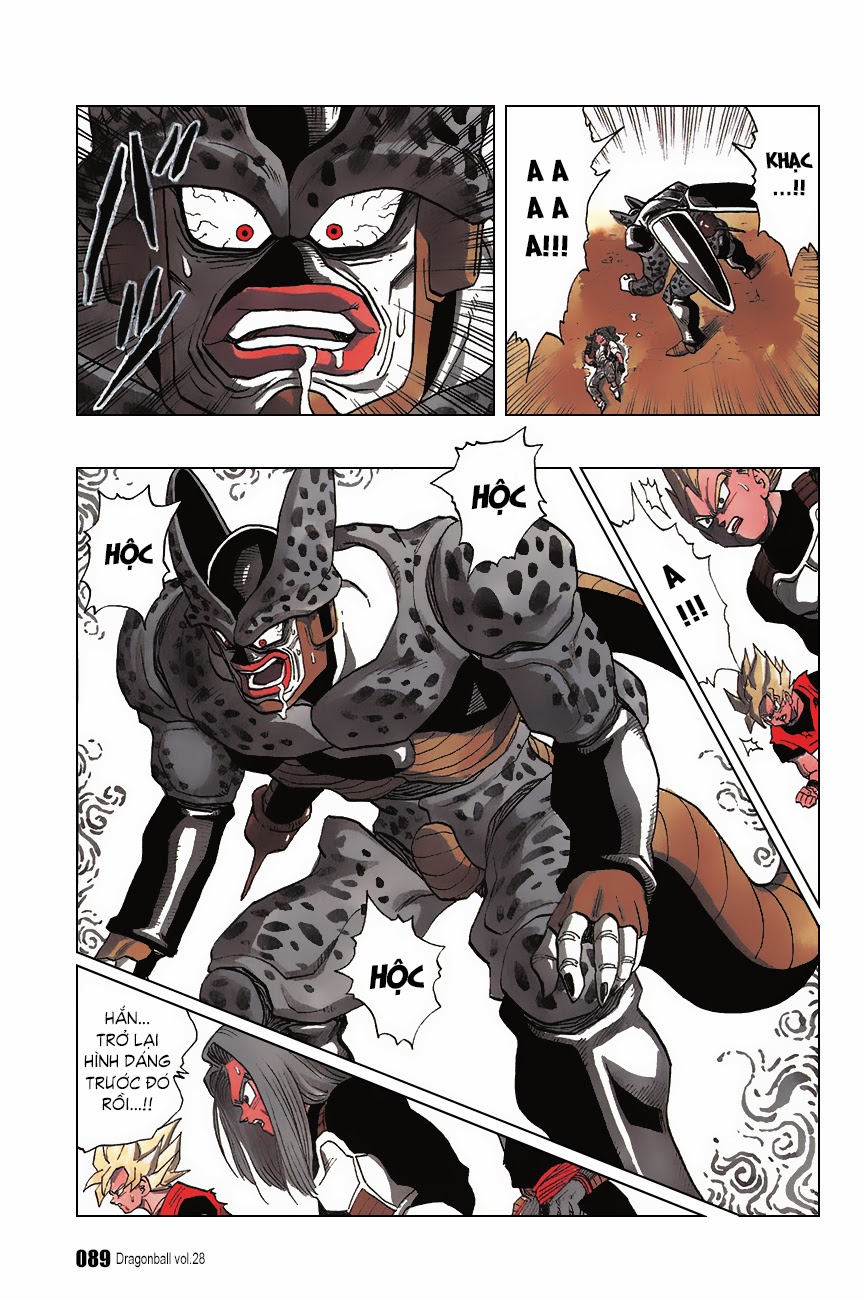 KHẠC
...!!
A A
A A
A!!!
HỘC
HỘC
A
!!!
HỘC
HẮN...
TRỞ LẠI
HÌNH DÁNG
TRƯỚC ĐÓ
RỒI...!!
089 Dragonball vol.28